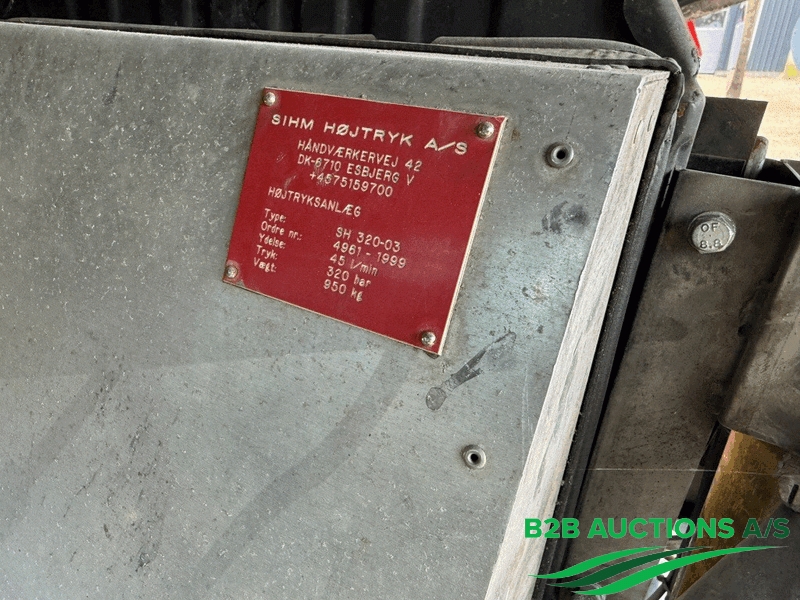 SIHM HØJTRYK A/S
HÅNDVÆRKERVEJ 42
DK-6710 ESBJERG V
+4575159700
HØJTRYKSANLÆG
Type: SH 320-03
Ordre nr.: 4961 - 1999
Ydelse: 45 l/min
Tryk: 320 bar
Vægt: 950 kg
OF
8.8
B2B AUCTIONS A/S